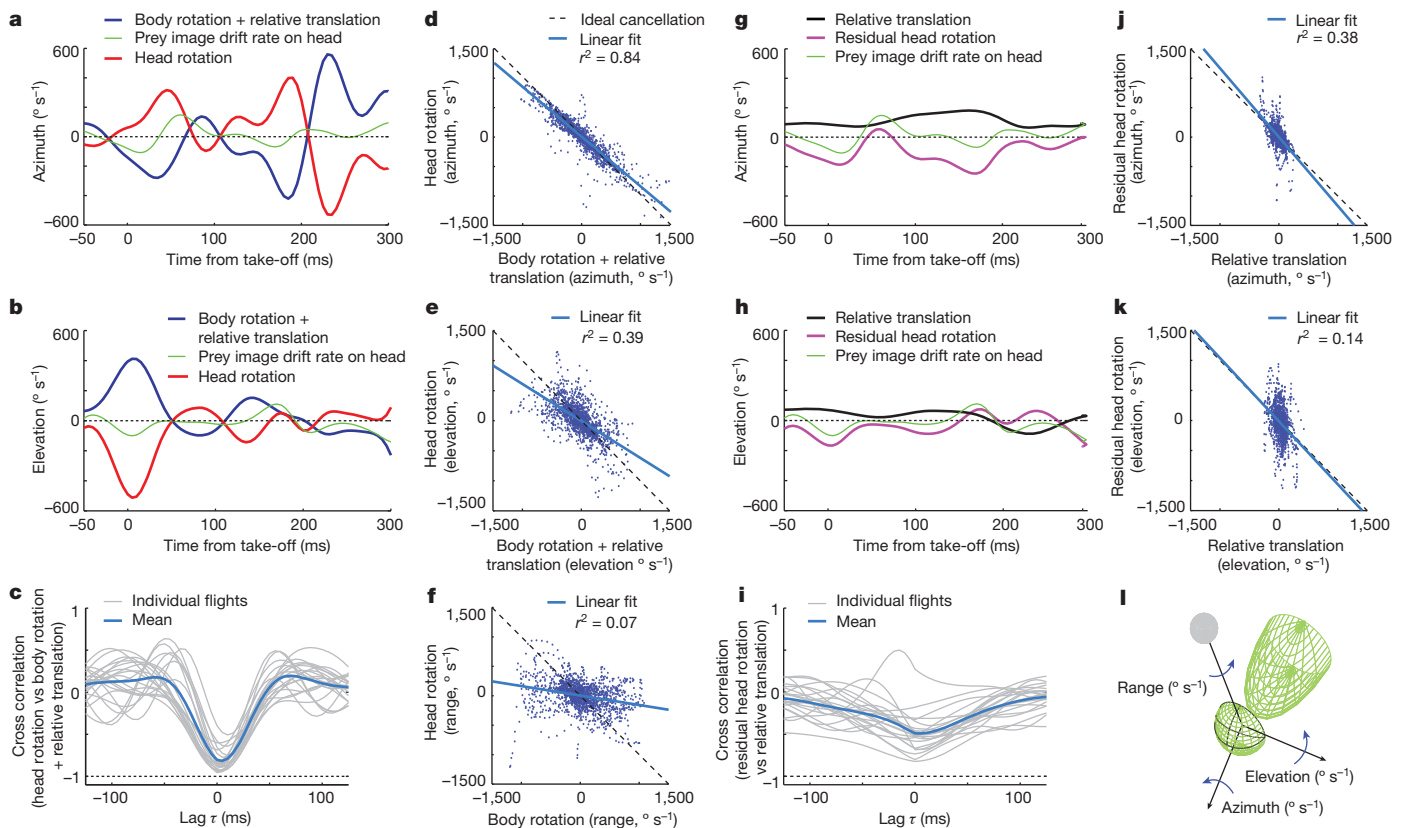 a
Body rotation + relative translation
Prey image drift rate on head
Head rotation
600
0
−600
Azimuth (° s−1)
−50
0
100
200
300
Time from take-off (ms)
b
Body rotation +
relative translation
Prey image drift rate on head
Head rotation
600
0
−600
Elevation (° s−1)
−50
0
100
200
300
Time from take-off (ms)
c
Individual flights
Mean
1
0
−1
Cross correlation
(head rotation vs body rotation
+ relative translation)
−100
0
100
Lag τ (ms)
d
Ideal cancellation
Linear fit
r2 = 0.84
1,500
0
−1,500
Head rotation
(azimuth, ° s−1)
−1,500
0
1,500
Body rotation + relative
translation (azimuth, ° s−1)
e
Linear fit
r2 = 0.39
1,500
0
−1,500
Head rotation
(elevation, ° s−1)
−1,500
0
1,500
Body rotation + relative
translation (elevation ° s−1)
f
Linear fit
r2 = 0.07
1,500
0
−1500
Head rotation
(range, ° s−1)
−1,500
0
1,500
Body rotation (range, ° s−1)
g
Relative translation
Residual head rotation
Prey image drift rate on head
600
0
−600
Azimuth (° s−1)
−50
0
100
200
300
Time from take-off (ms)
h
Relative translation
Residual head rotation
Prey image drift rate on head
600
0
−600
Elevation (° s−1)
−50
0
100
200
300
Time from take-off (ms)
i
Individual flights
Mean
1
0
−1
Cross correlation
(residual head rotation
vs relative translation)
−100
0
100
Lag τ (ms)
j
Linear fit
r2 = 0.38
1,500
0
−1,500
Residual head rotation
(azimuth, ° s−1)
−1,500
0
1,500
Relative translation
(azimuth, ° s−1)
k
Linear fit
r2 = 0.14
1,500
0
−1,500
Residual head rotation
(elevation, ° s−1)
−1,500
0
1,500
Relative translation
(elevation, ° s−1)
l
Range (° s−1)
Elevation (° s−1)
Azimuth (° s−1)